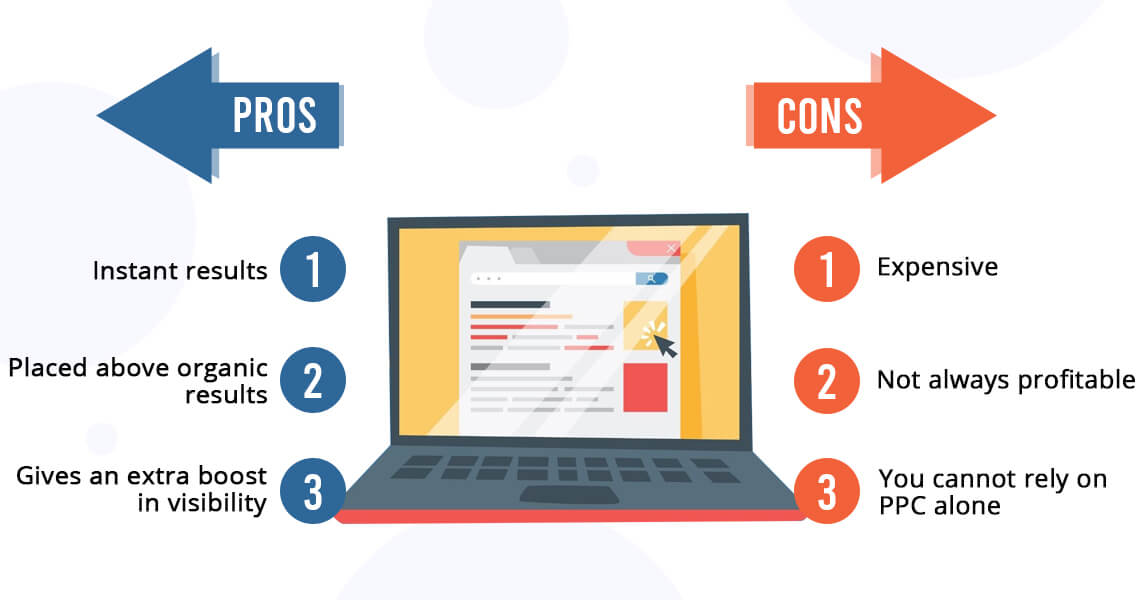 PROS
1
Instant results
2
Placed above organic
results
3
Gives an extra boost
in visibility
CONS
1
Expensive
2
Not always profitable
3
You cannot rely on
PPC alone